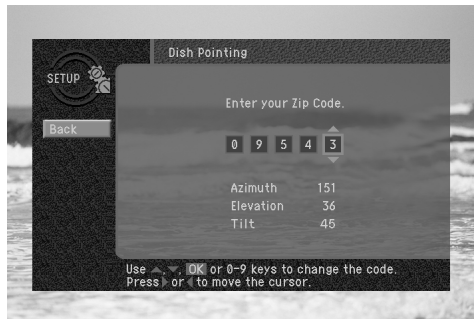 Dish Pointing
SETUP
Back
Enter your Zip Code.
0 9 5 4 3
Azimuth 151
Elevation 36
Tilt 45
Use , , OK or 0-9 keys to change the code.
Press or to move the cursor.